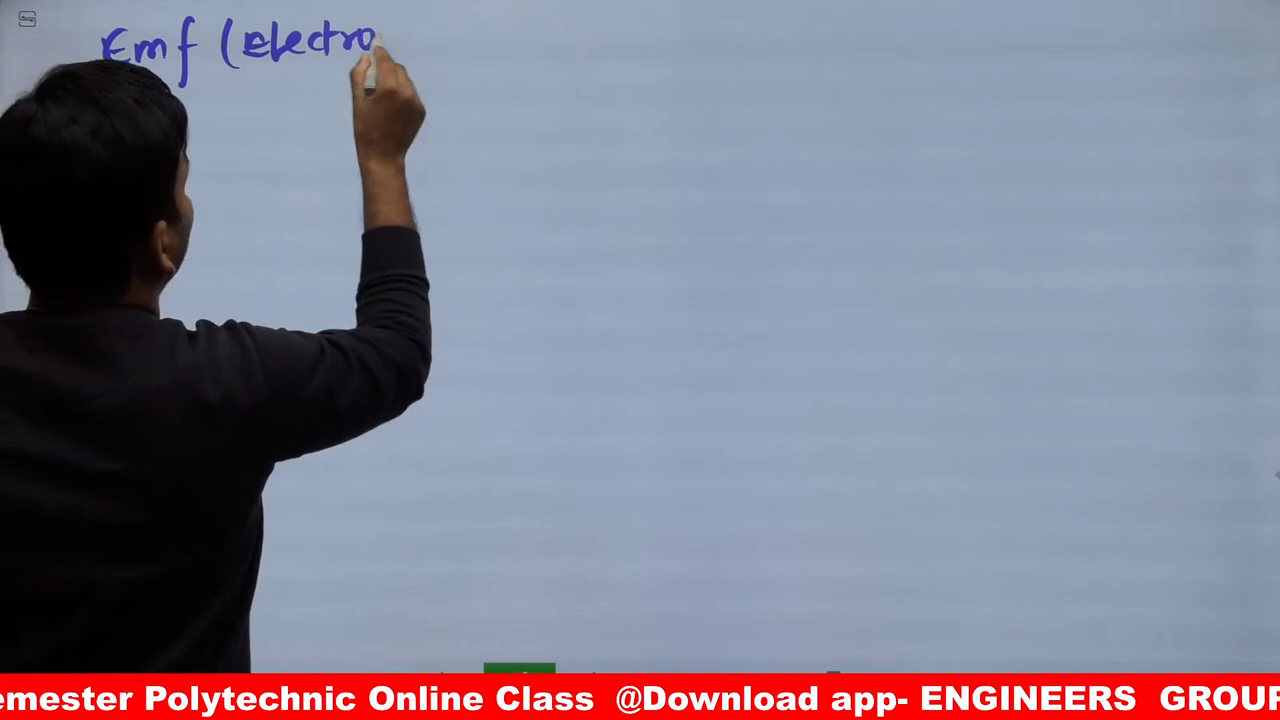 Emf (Electro
emester Polytechnic Online Class @Download app- ENGINEERS GROUP